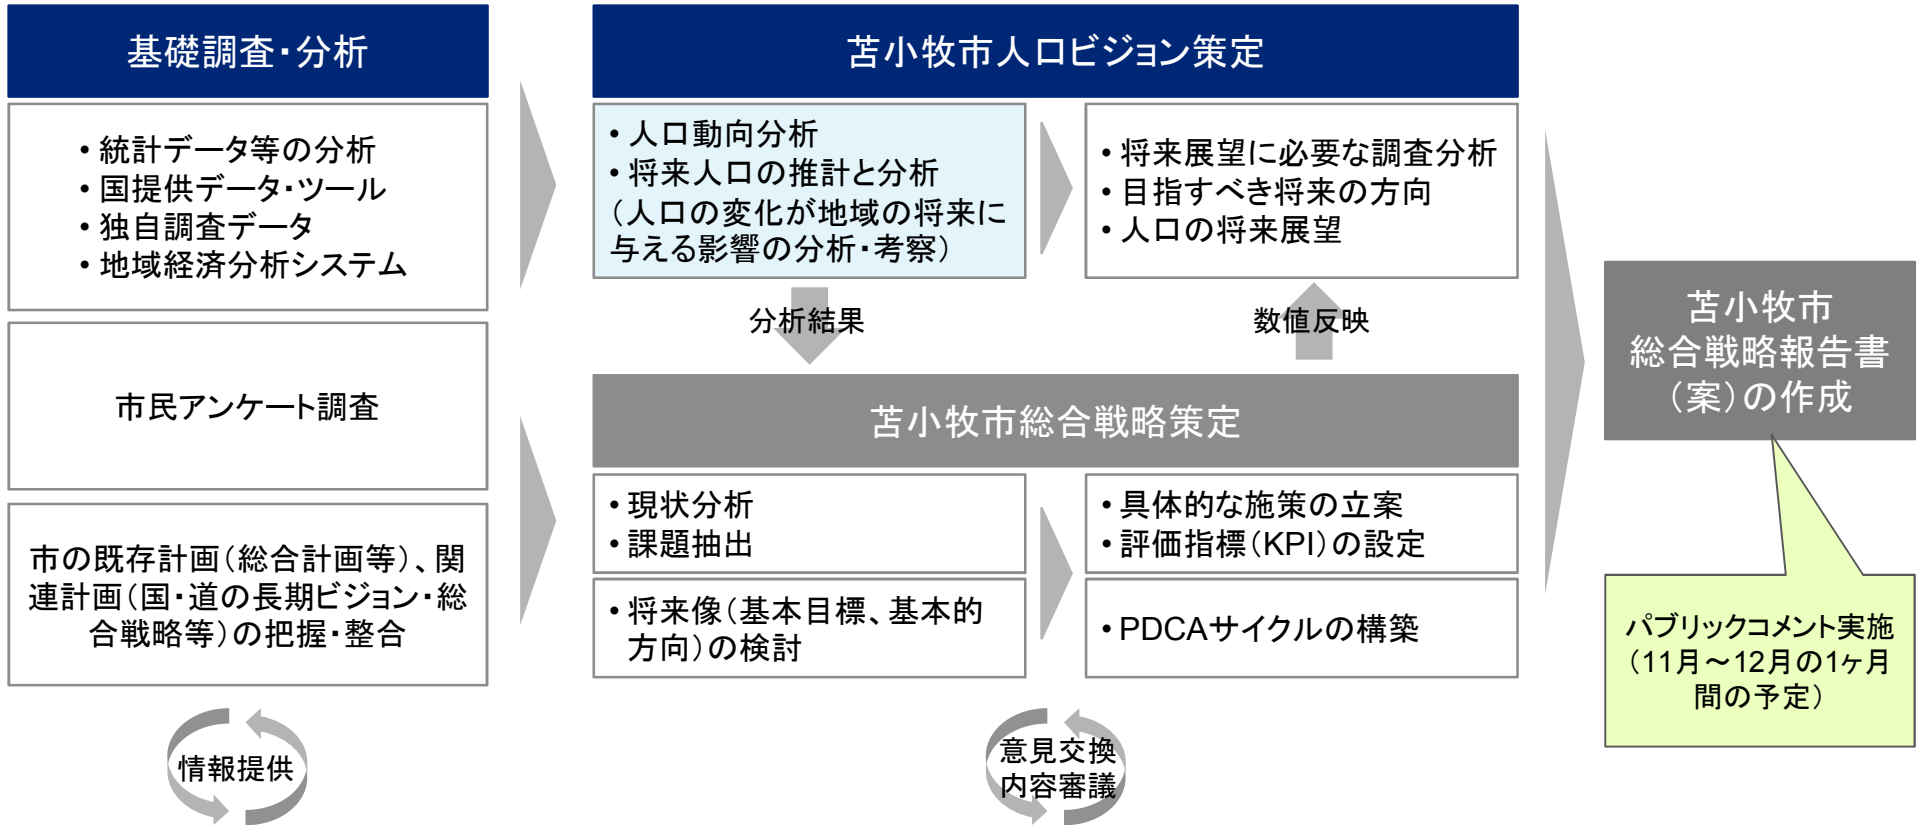 基礎調査・分析
・統計データ等の分析
・国提供データ・ツール
・独自調査データ
・地域経済分析システム
市民アンケート調査
市の既存計画（総合計画等）、関
連計画（国・道の長期ビジョン・総
合戦略等）の把握・整合
情報提供
苫小牧市人口ビジョン策定
・人口動向分析
・将来人口の推計と分析
（人口の変化が地域の将来に
与える影響の分析・考察）
・将来展望に必要な調査分析
・目指すべき将来の方向
・人口の将来展望
分析結果
数値反映
苫小牧市総合戦略策定
・現状分析
・課題抽出
・将来像（基本目標、基本的
方向）の検討
・具体的な施策の立案
・評価指標（KPI）の設定
・PDCAサイクルの構築
意見交換
内容審議
苫小牧市
総合戦略報告書
（案）の作成
パブリックコメント実施
（11月～12月の1ヶ月
間の予定）